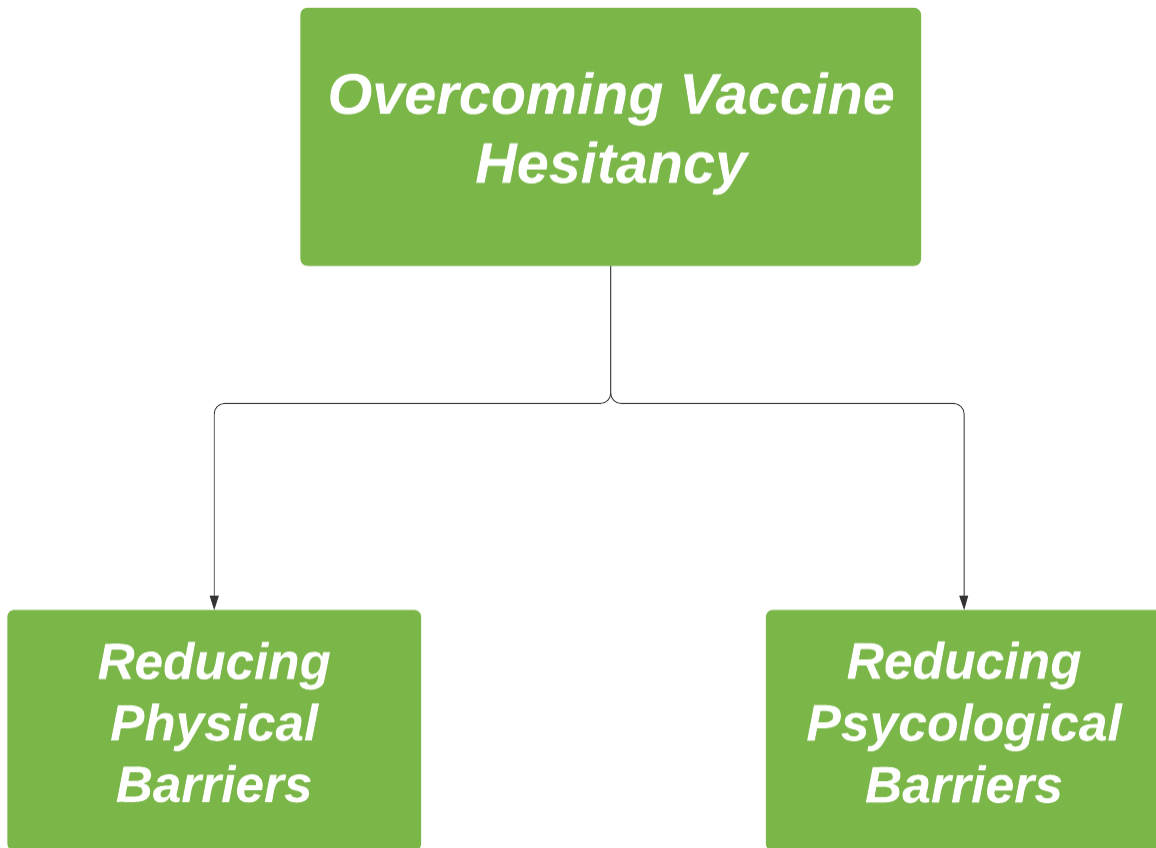 Overcoming Vaccine
Hesitancy
Reducing
Physical
Barriers
Reducing
Psycological
Barriers